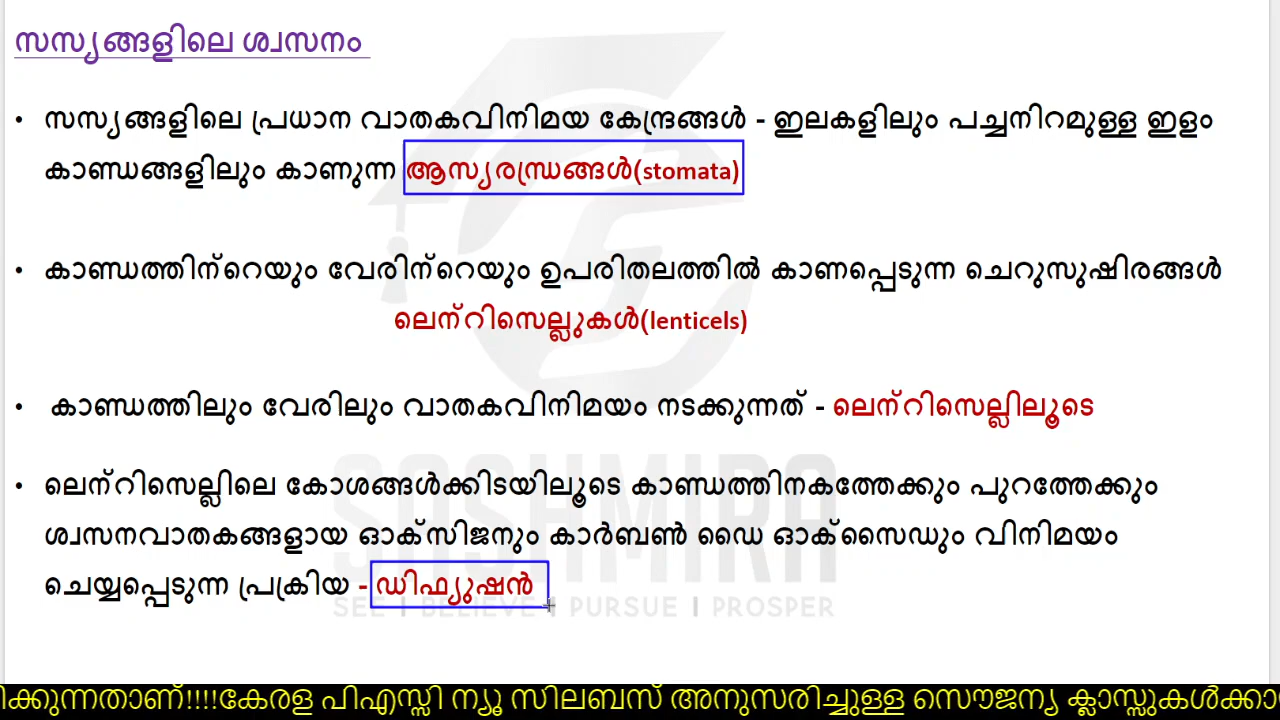 സസ്യങ്ങളിലെ ശ്വസനം
• സസ്യങ്ങളിലെ പ്രധാന വാതകവിനിമയ കേന്ദ്രങ്ങൾ - ഇലകളിലും പച്ചനിറമുള്ള ഇളം
കാണ്ഡങ്ങളിലും കാണുന്ന ആസ്യരന്ധ്രങ്ങൾ(stomata)
• കാണ്ഡത്തിന്റെയും വേരിന്റെയും ഉപരിതലത്തിൽ കാണപ്പെടുന്ന ചെറുസുഷിരങ്ങൾ
ലെന്റിസെല്ലുകൾ(lenticels)
• കാണ്ഡത്തിലും വേരിലും വാതകവിനിമയം നടക്കുന്നത് - ലെന്റിസെല്ലിലൂടെ
• ലെന്റിസെല്ലിലെ കോശങ്ങൾക്കിടയിലൂടെ കാണ്ഡത്തിനകത്തേക്കും പുറത്തേക്കും
ശ്വസനവാതകങ്ങളായ ഓക്സിജനും കാർബൺ ഡൈ ഓക്സൈഡും വിനിമയം
ചെയ്യപ്പെടുന്ന പ്രക്രിയ - ഡിഫ്യുഷൻ
SOSHMIRA
SEE I BELIEVE I PURSUE I PROSPER
ിക്കുന്നതാണ്!!!!കേരള പിഎസ്സി ന്യൂ സിലബസ് അനുസരിച്ചുള്ള സൌജന്യ ക്ലാസ്സുകൾക്കാ